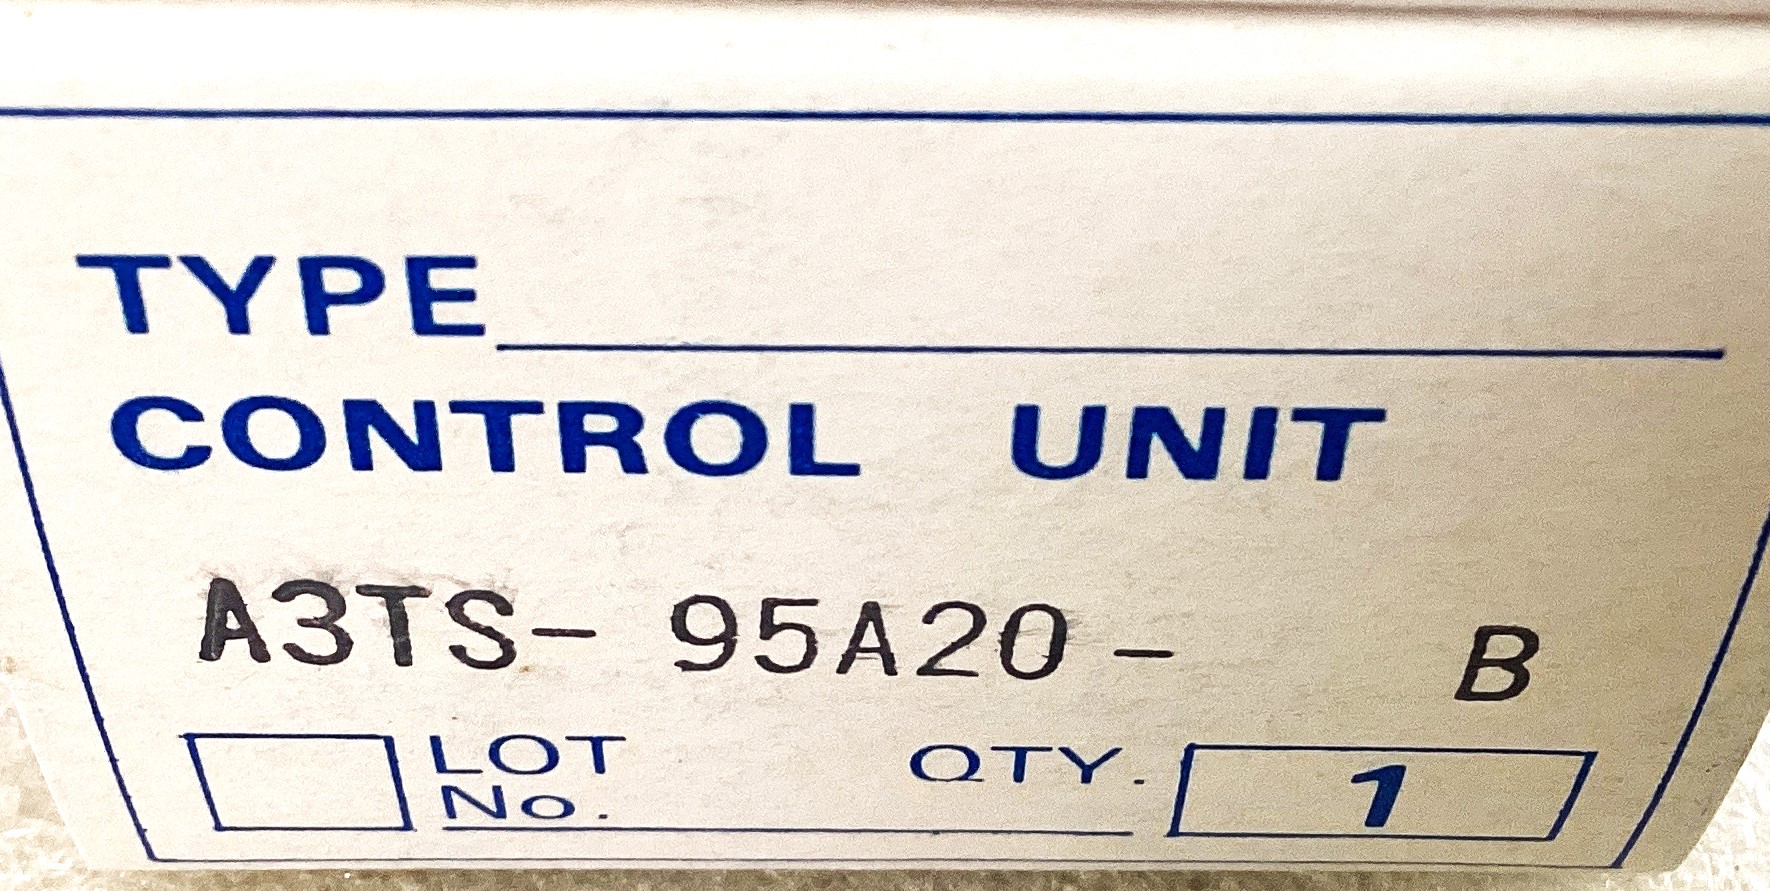 TYPE
CONTROL UNIT
A3TS- 95A20 - B
LOT No. QTY. 1